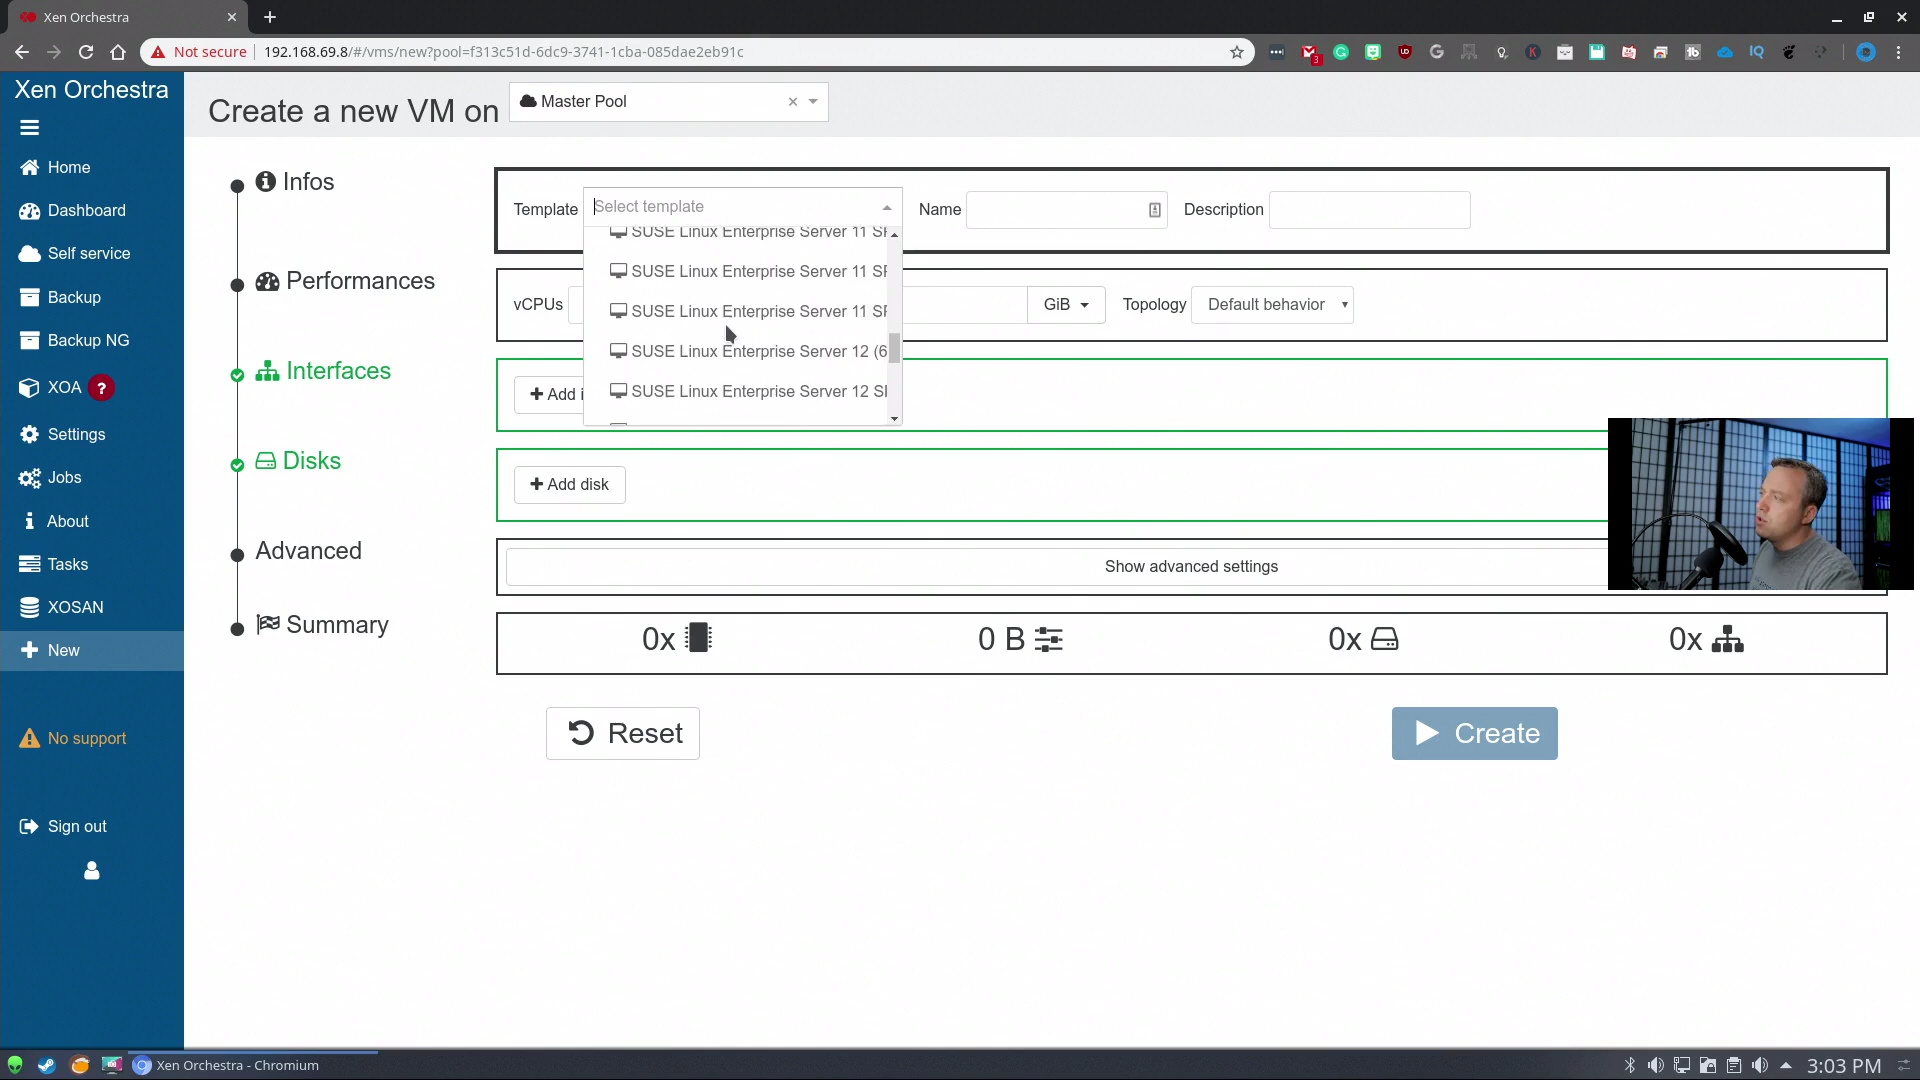 Xen Orchestra
Not secure
192.168.69.8/#/vms/new?pool=f313c51d-6dc9-3741-1cba-085dae2eb91c
3
Xen Orchestra
Home
Dashboard
Self service
Backup
Backup NG
XOA ?
Settings
Jobs
About
Tasks
XOSAN
New
No support
Sign out
Create a new VM on
Master Pool
Infos
Template
Select template
Name
Description
SUSE Linux Enterprise Server 11
SUSE Linux Enterprise Server 11
SUSE Linux Enterprise Server 11
SUSE Linux Enterprise Server 12 (6
SUSE Linux Enterprise Server 12
Performances
vCPUs
GiB
Topology
Default behavior
Interfaces
Add i
Disks
Add disk
Advanced
Show advanced settings
Summary
0x
0 B
0x
0x
Reset
Create
Xen Orchestra - Chromium
3:03 PM